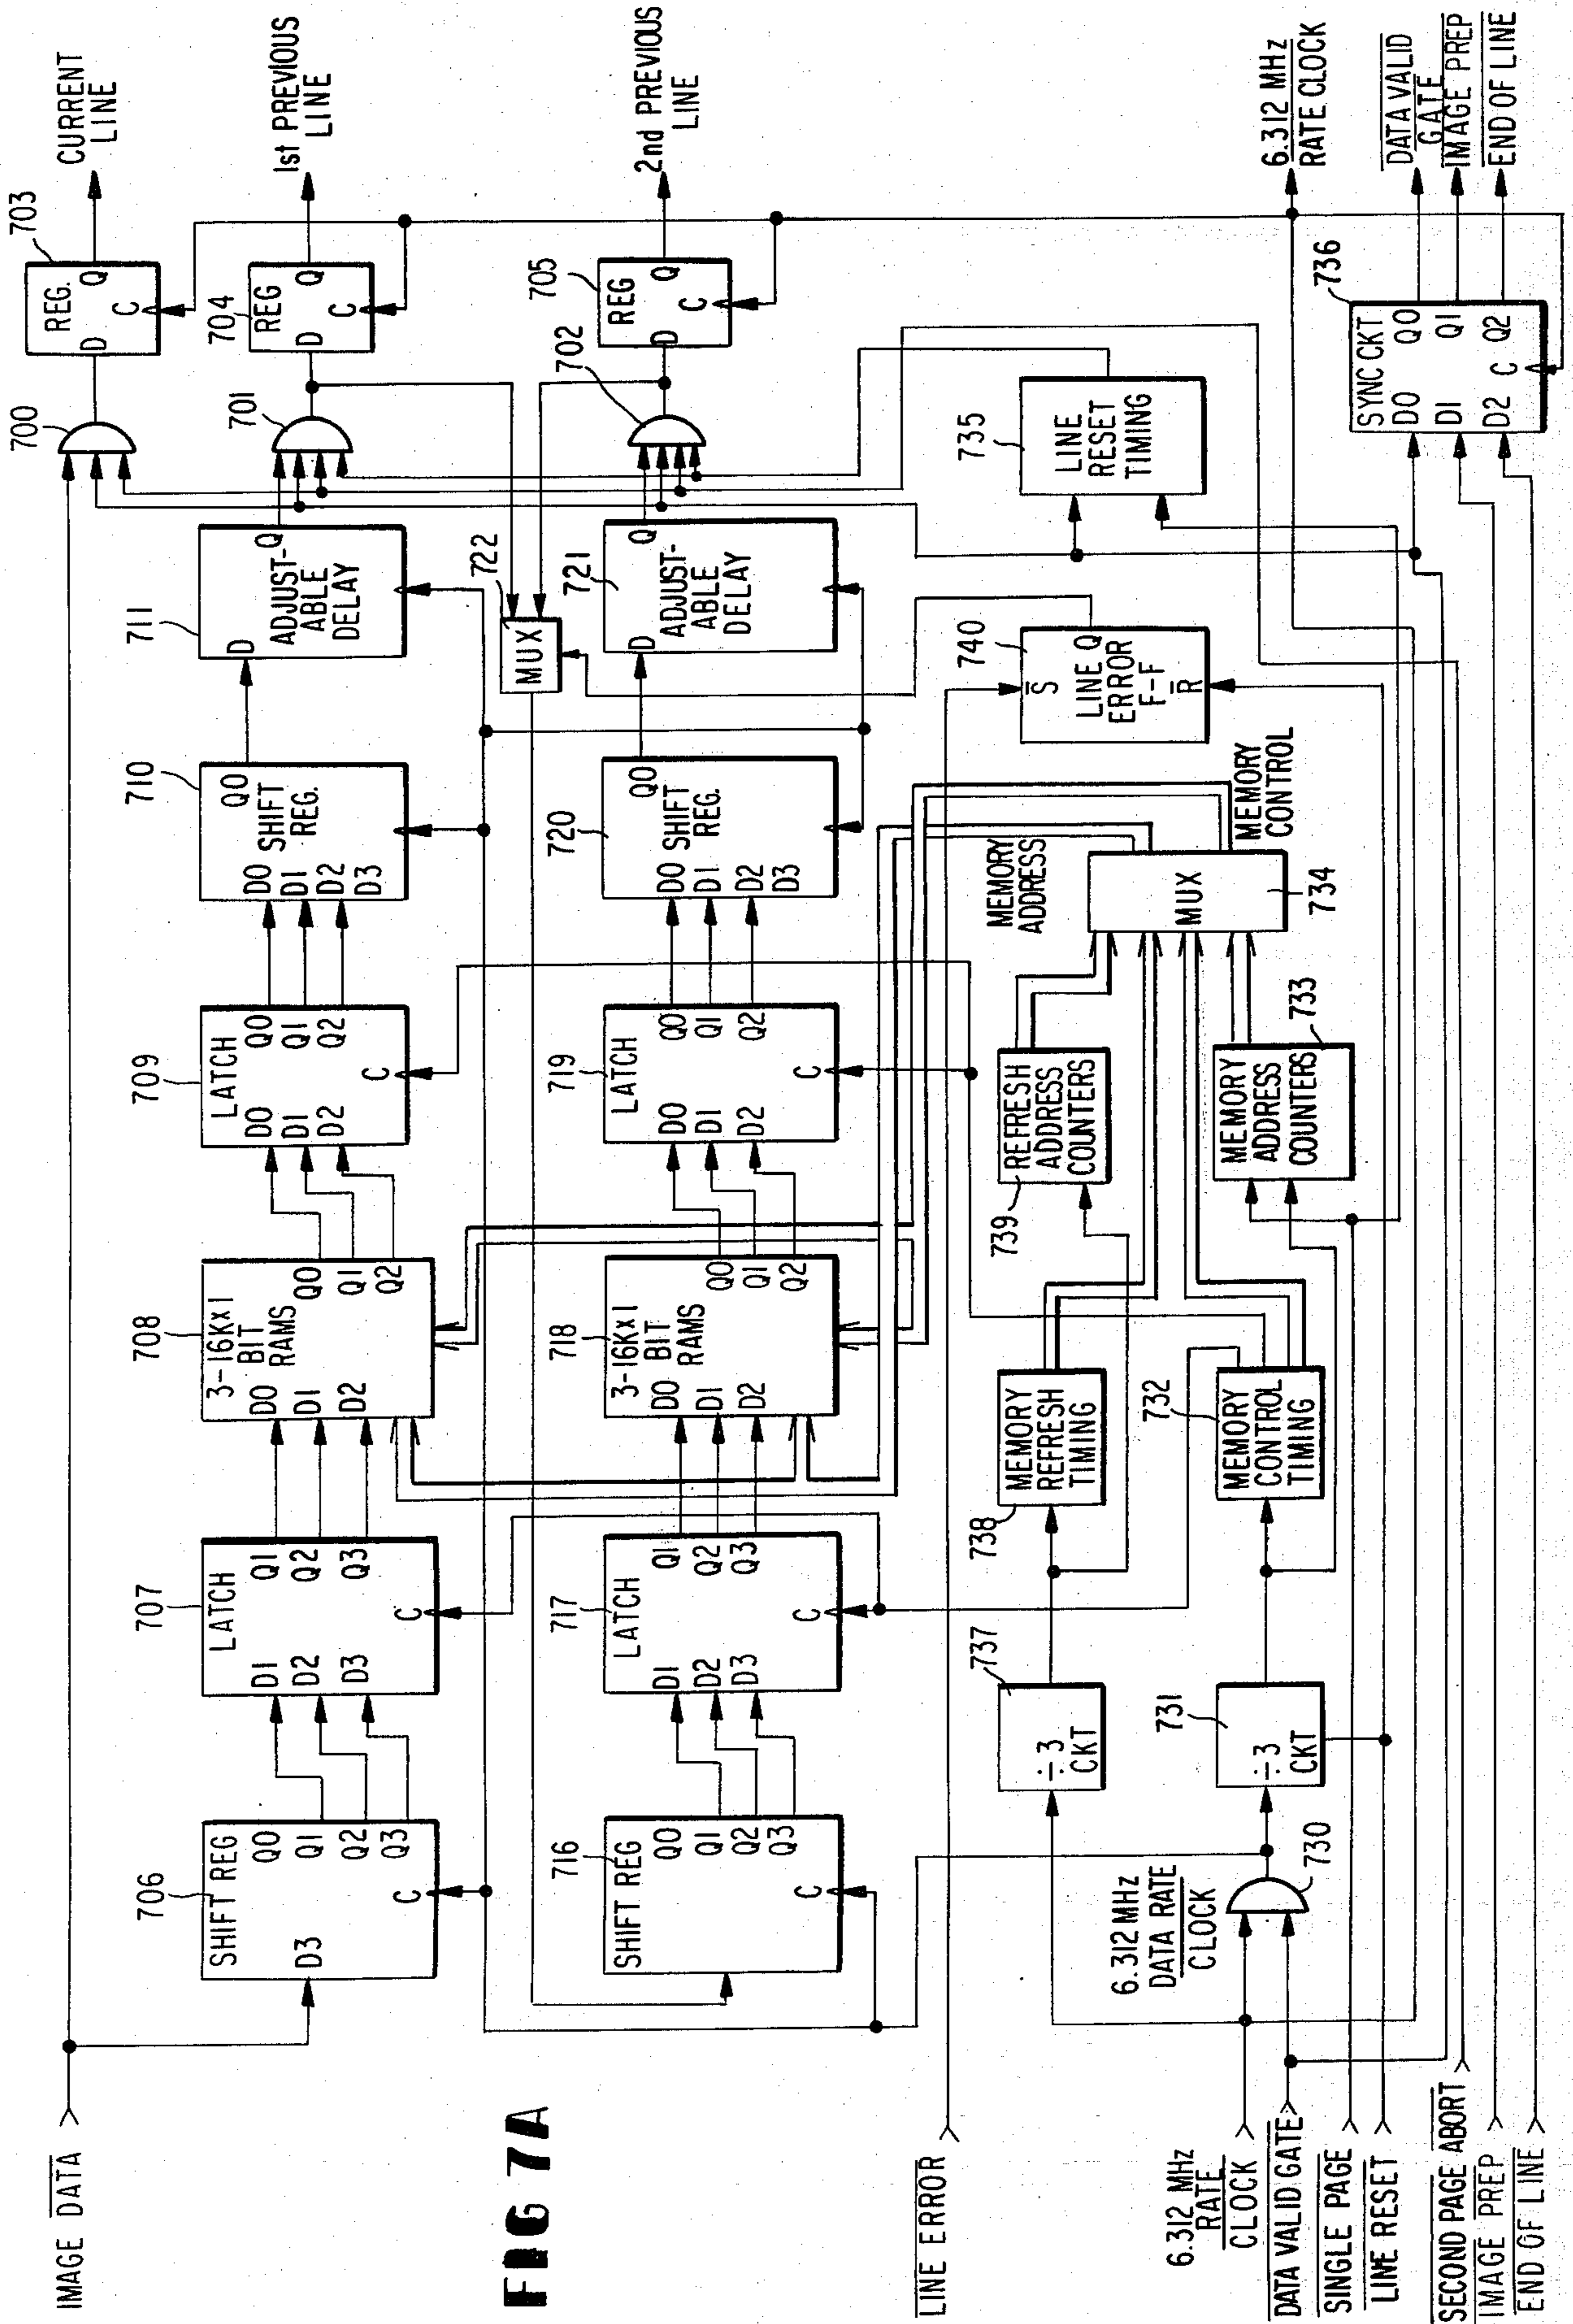 IMAGE DATA
FIG 7A
LINE ERROR
6.312 MHz
RATE
CLOCK
DATA VALID GATE
SINGLE PAGE
LINE RESET
SECOND PAGE ABORT
IMAGE PREP
END OF LINE
706
SHIFT REG
D3
Q0
Q1
Q2
Q3
C
707
LATCH
D1
D2
D3
Q1
Q2
Q3
C
708
3-16Kx1
BIT
RAMS
D0
D1
D2
Q0
Q1
Q2
709
LATCH
D0
D1
D2
Q0
Q1
Q2
C
710
Q0
SHIFT
REG.
D0
D1
D2
D3
711
D
Q
ADJUST-
ABLE
DELAY
700
703
REG.
D
Q
C
CURRENT
LINE
701
704
REG
D
Q
C
1st PREVIOUS
LINE
716
SHIFT REG
Q0
Q1
Q2
Q3
C
717
LATCH
D1
D2
D3
Q1
Q2
Q3
C
718
3-16Kx1
BIT
RAMS
D0
D1
D2
Q0
Q1
Q2
719
LATCH
D0
D1
D2
Q0
Q1
Q2
C
720
Q0
SHIFT
REG.
D0
D1
D2
D3
722
MUX
721
D
Q
ADJUST-
ABLE
DELAY
702
705
REG
D
Q
C
2nd PREVIOUS
LINE
6.312 MHz
DATA RATE
CLOCK
730
737
÷3
CKT
731
÷3
CKT
738
MEMORY
REFRESH
TIMING
732
MEMORY
CONTROL
TIMING
739
REFRESH
ADDRESS
COUNTERS
733
MEMORY
ADDRESS
COUNTERS
MEMORY
ADDRESS
MUX
734
MEMORY
CONTROL
740
S
LINE Q
ERROR
F-F
R
735
LINE
RESET
TIMING
736
SYNC CKT
D0
D1
D2
Q0
Q1
Q2
C
6.312 MHz
RATE CLOCK
DATA VALID
GATE
IMAGE PREP
END OF LINE